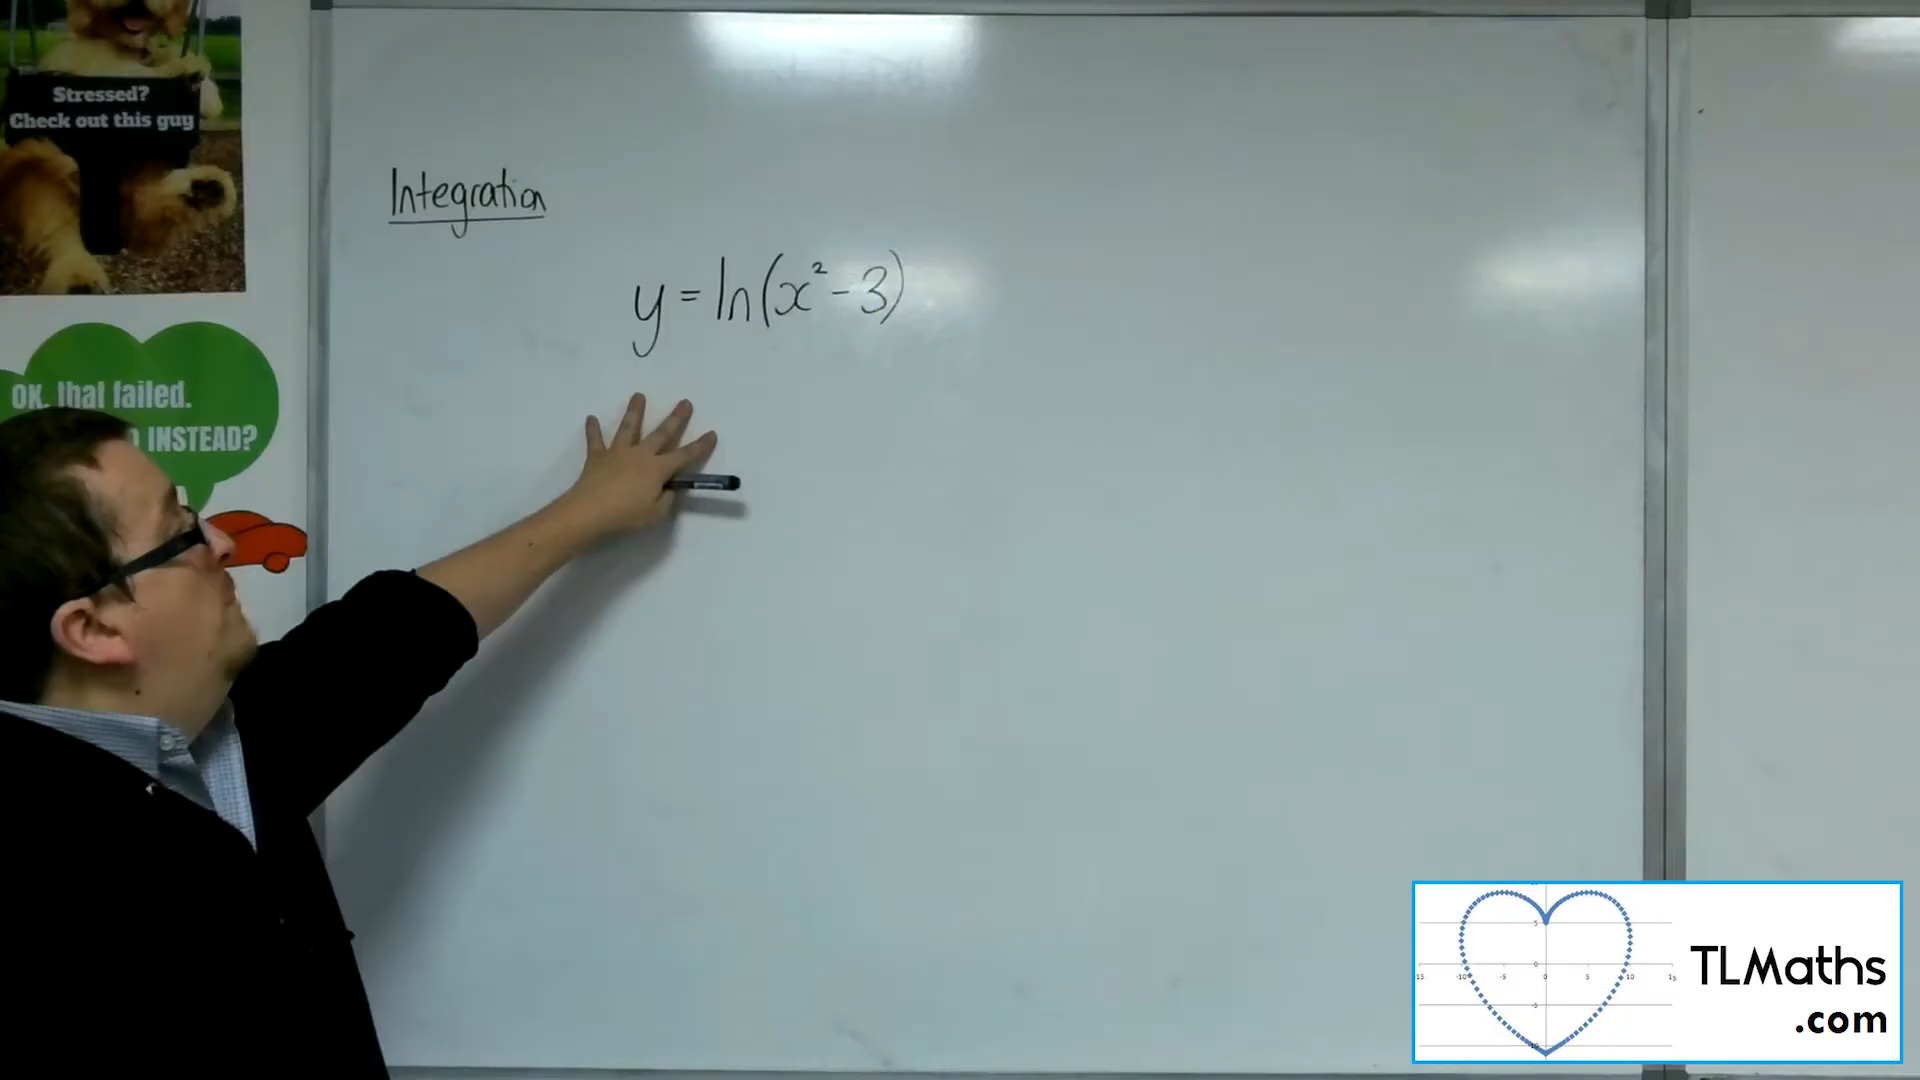 Stressed?
Check out this guy
Integration
y = ln(x² - 3)
OK, that failed.
INSTEAD?
TLMaths
.com